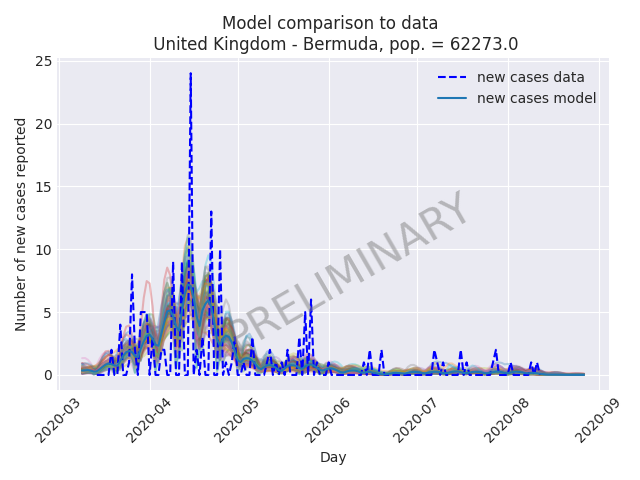 Model comparison to data
United Kingdom - Bermuda, pop. = 62273.0
25
20
15
10
5
0
Number of new cases reported
new cases data
new cases model
PRELIMINARY
2020-03
2020-04
2020-05
2020-06
2020-07
2020-08
2020-09
Day